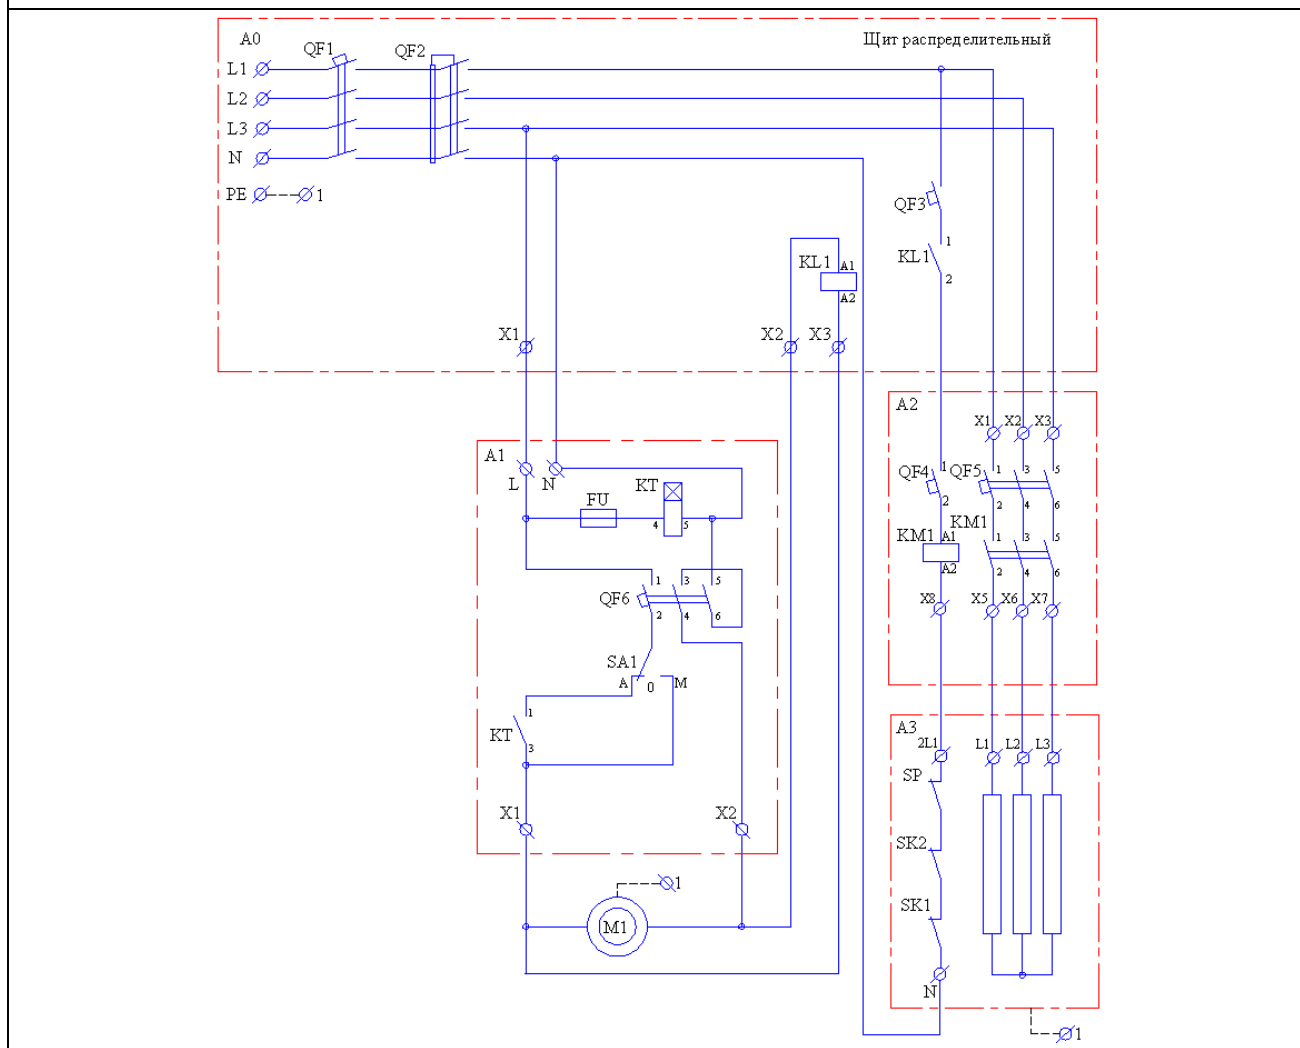 A0
QF1
QF2
Щит распределительный
L1
L2
L3
N
PE
1
QF3
KL1
A1
A2
KL1
1
2
X1
X2
X3
A2
X1
X2
X3
A1
L
N
FU
KT
4
5
QF4
1
2
QF5
1
3
5
2
4
6
KM1
A1
A2
KM1
1
3
5
2
4
6
QF6
1
3
5
2
4
6
X8
X5
X6
X7
SA1
A
0
M
KT
1
3
A3
2L1
L1
L2
L3
SP
X1
X2
SK2
SK1
1
M1
N
1